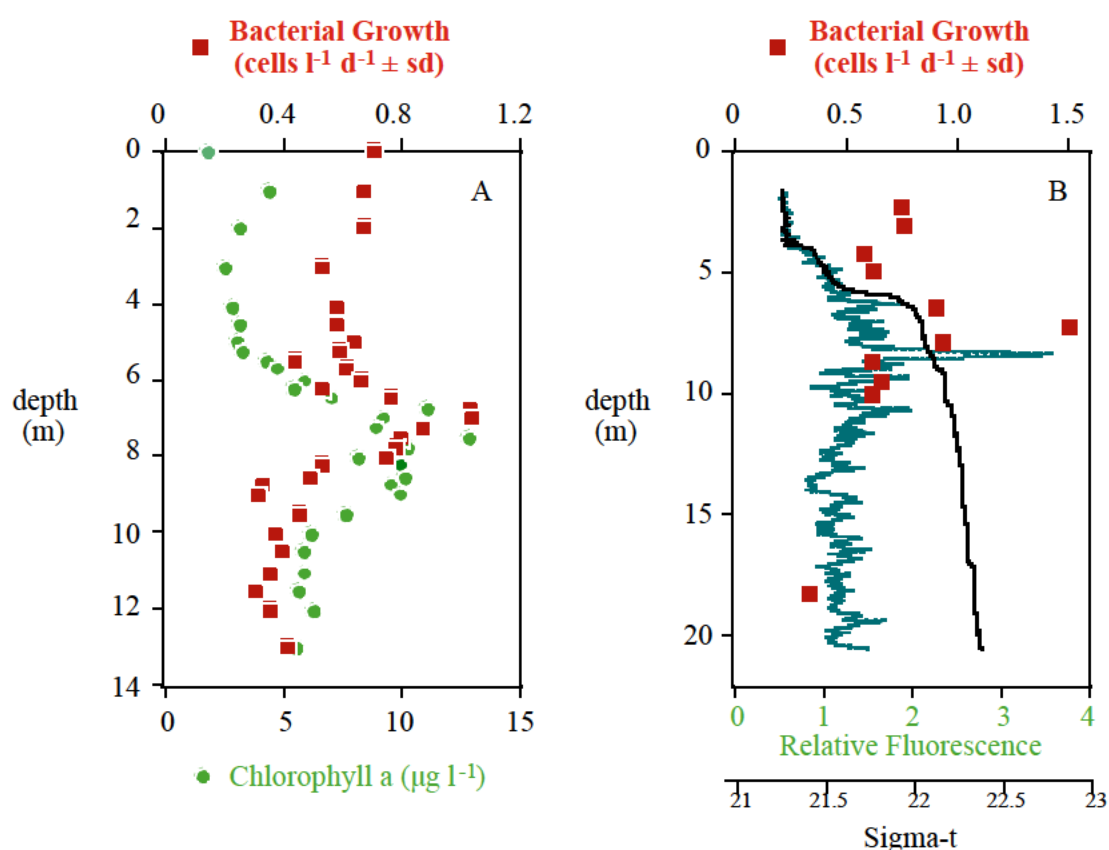 Bacterial Growth
(cells l⁻¹ d⁻¹ ± sd)
0 0.4 0.8 1.2
0
2
4
6
8
10
12
14
depth
(m)
A
0 5 10 15
Chlorophyll a (µg l⁻¹)
Bacterial Growth
(cells l⁻¹ d⁻¹ ± sd)
0 0.5 1.0 1.5
0
5
10
15
20
depth
(m)
B
0 1 2 3 4
Relative Fluorescence
21 21.5 22 22.5 23
Sigma-t